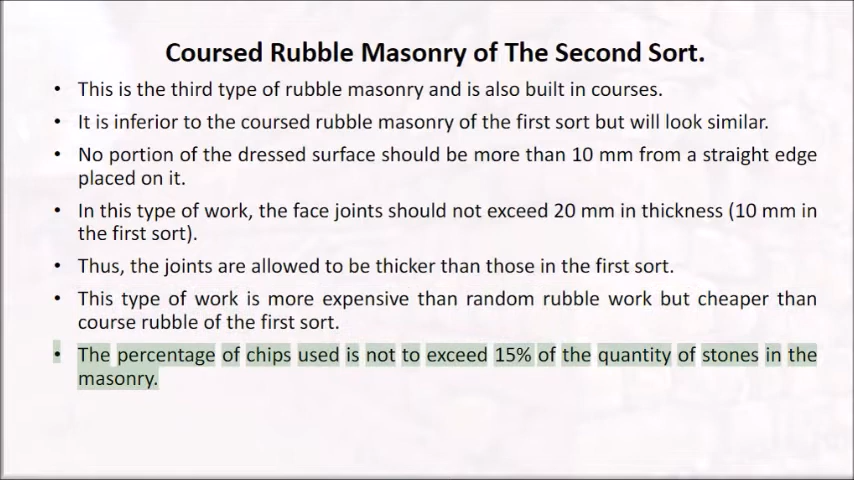 Coursed Rubble Masonry of The Second Sort.
• This is the third type of rubble masonry and is also built in courses.
• It is inferior to the coursed rubble masonry of the first sort but will look similar.
• No portion of the dressed surface should be more than 10 mm from a straight edge
placed on it.
• In this type of work, the face joints should not exceed 20 mm in thickness (10 mm in
the first sort).
• Thus, the joints are allowed to be thicker than those in the first sort.
• This type of work is more expensive than random rubble work but cheaper than
course rubble of the first sort.
• The percentage of chips used is not to exceed 15% of the quantity of stones in the
masonry.